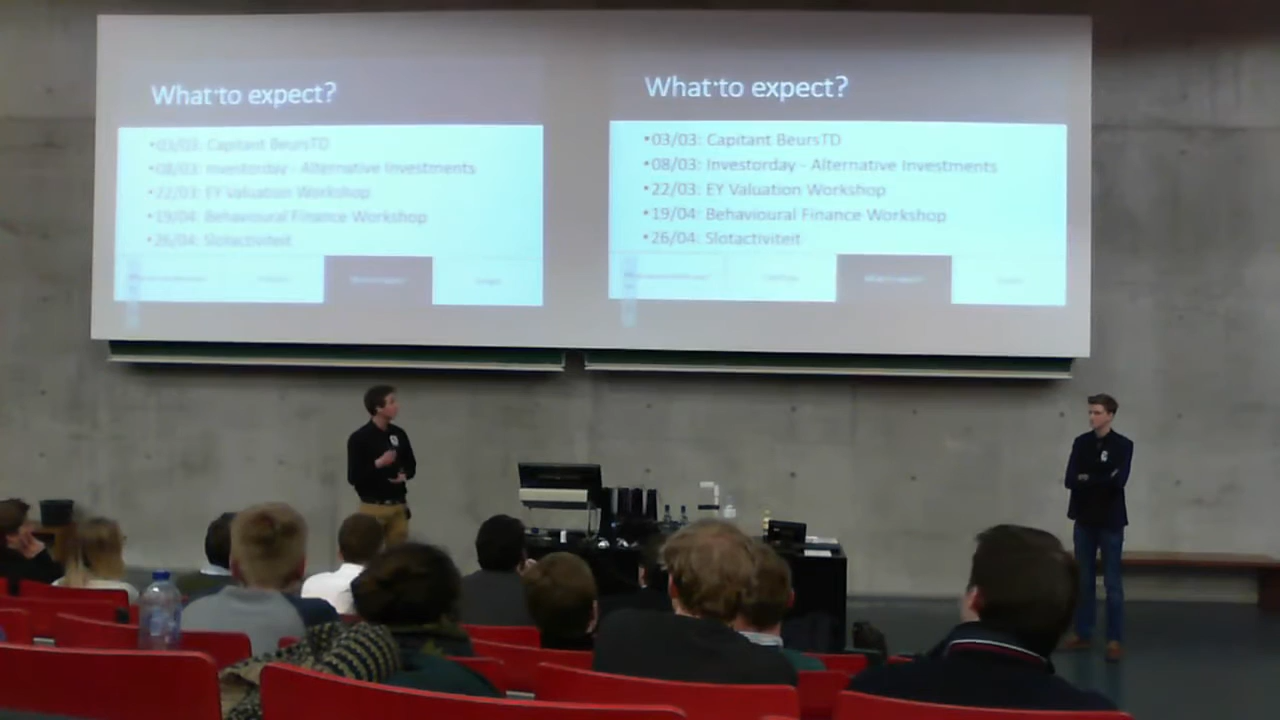 What to expect?
•03/03: Capitant BeursTD
•08/03: Investorday - Alternative Investments
•22/03: EY Valuation Workshop
•19/04: Behavioural Finance Workshop
•26/04: Slotactiviteit
What to expect?
•03/03: Capitant BeursTD
•08/03: Investorday - Alternative Investments
•22/03: EY Valuation Workshop
•19/04: Behavioural Finance Workshop
•26/04: Slotactiviteit